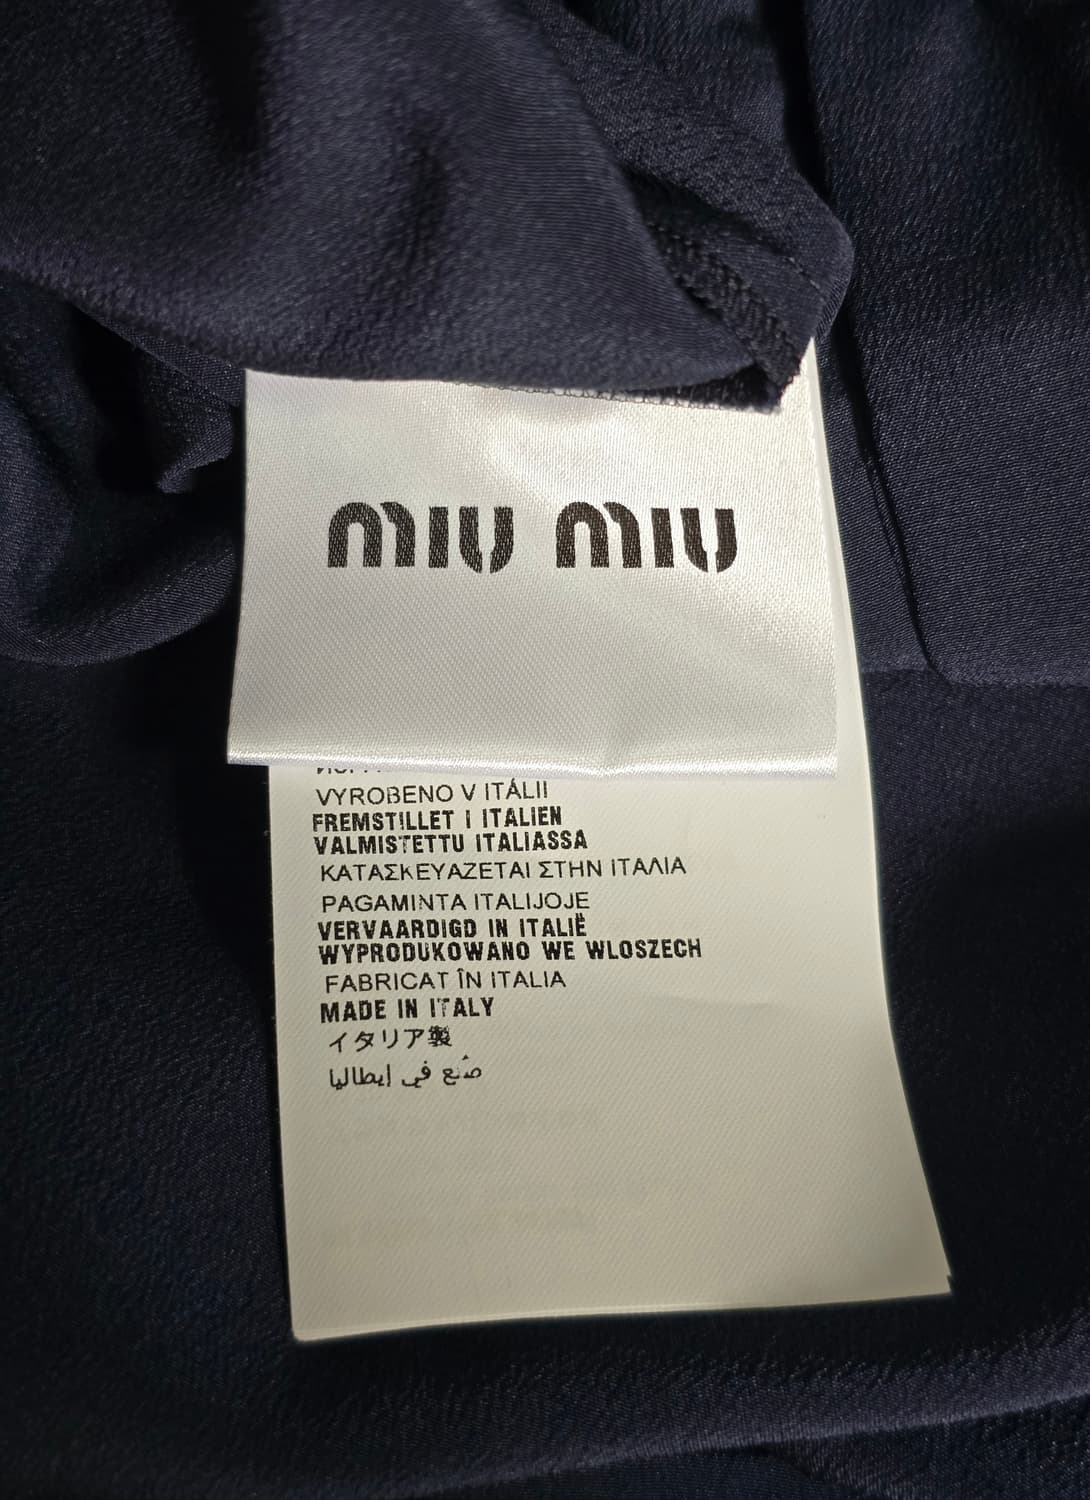 MIU MIU
VYROBENO V ITÁLII
FREMSTILLET I ITALIEN
VALMISTETTU ITALIASSA
ΚΑΤΑΣΚΕΥΑΖΕΤΑΙ ΣΤΗΝ ΙΤΑΛΙΑ
PAGAMINTA ITALIJOJE
VERVAARDIGD IN ITALIË
WYPRODUKOWANO WE WLOSZECH
FABRICAT ÎN ITALIA
MADE IN ITALY
イタリア製
صُنع في إيطاليا